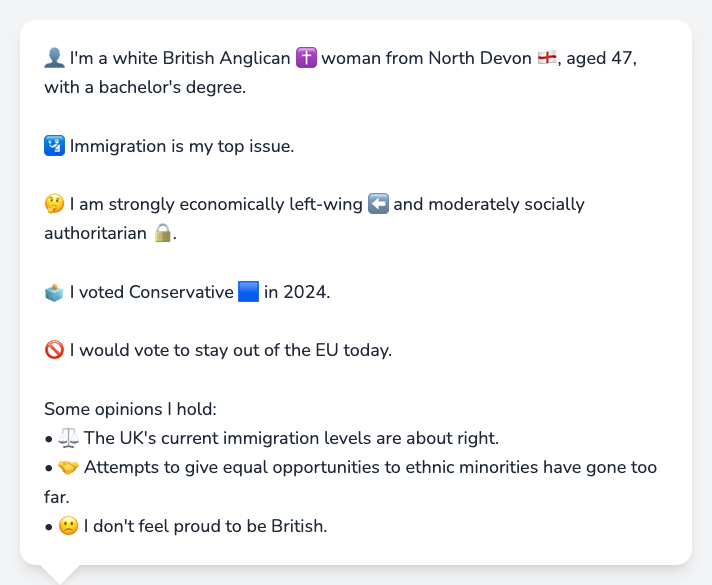 👤 I'm a white British Anglican ✝️ woman from North Devon 🏴󠁧󠁢󠁥󠁮󠁧󠁿, aged 47,
with a bachelor's degree.
🛂 Immigration is my top issue.
🤔 I am strongly economically left-wing ⬅️ and moderately socially
authoritarian 🔒.
🗳️ I voted Conservative 🟦 in 2024.
🚫 I would vote to stay out of the EU today.
Some opinions I hold:
• ⚖️ The UK's current immigration levels are about right.
• 🤝 Attempts to give equal opportunities to ethnic minorities have gone too
far.
• 🙁 I don't feel proud to be British.